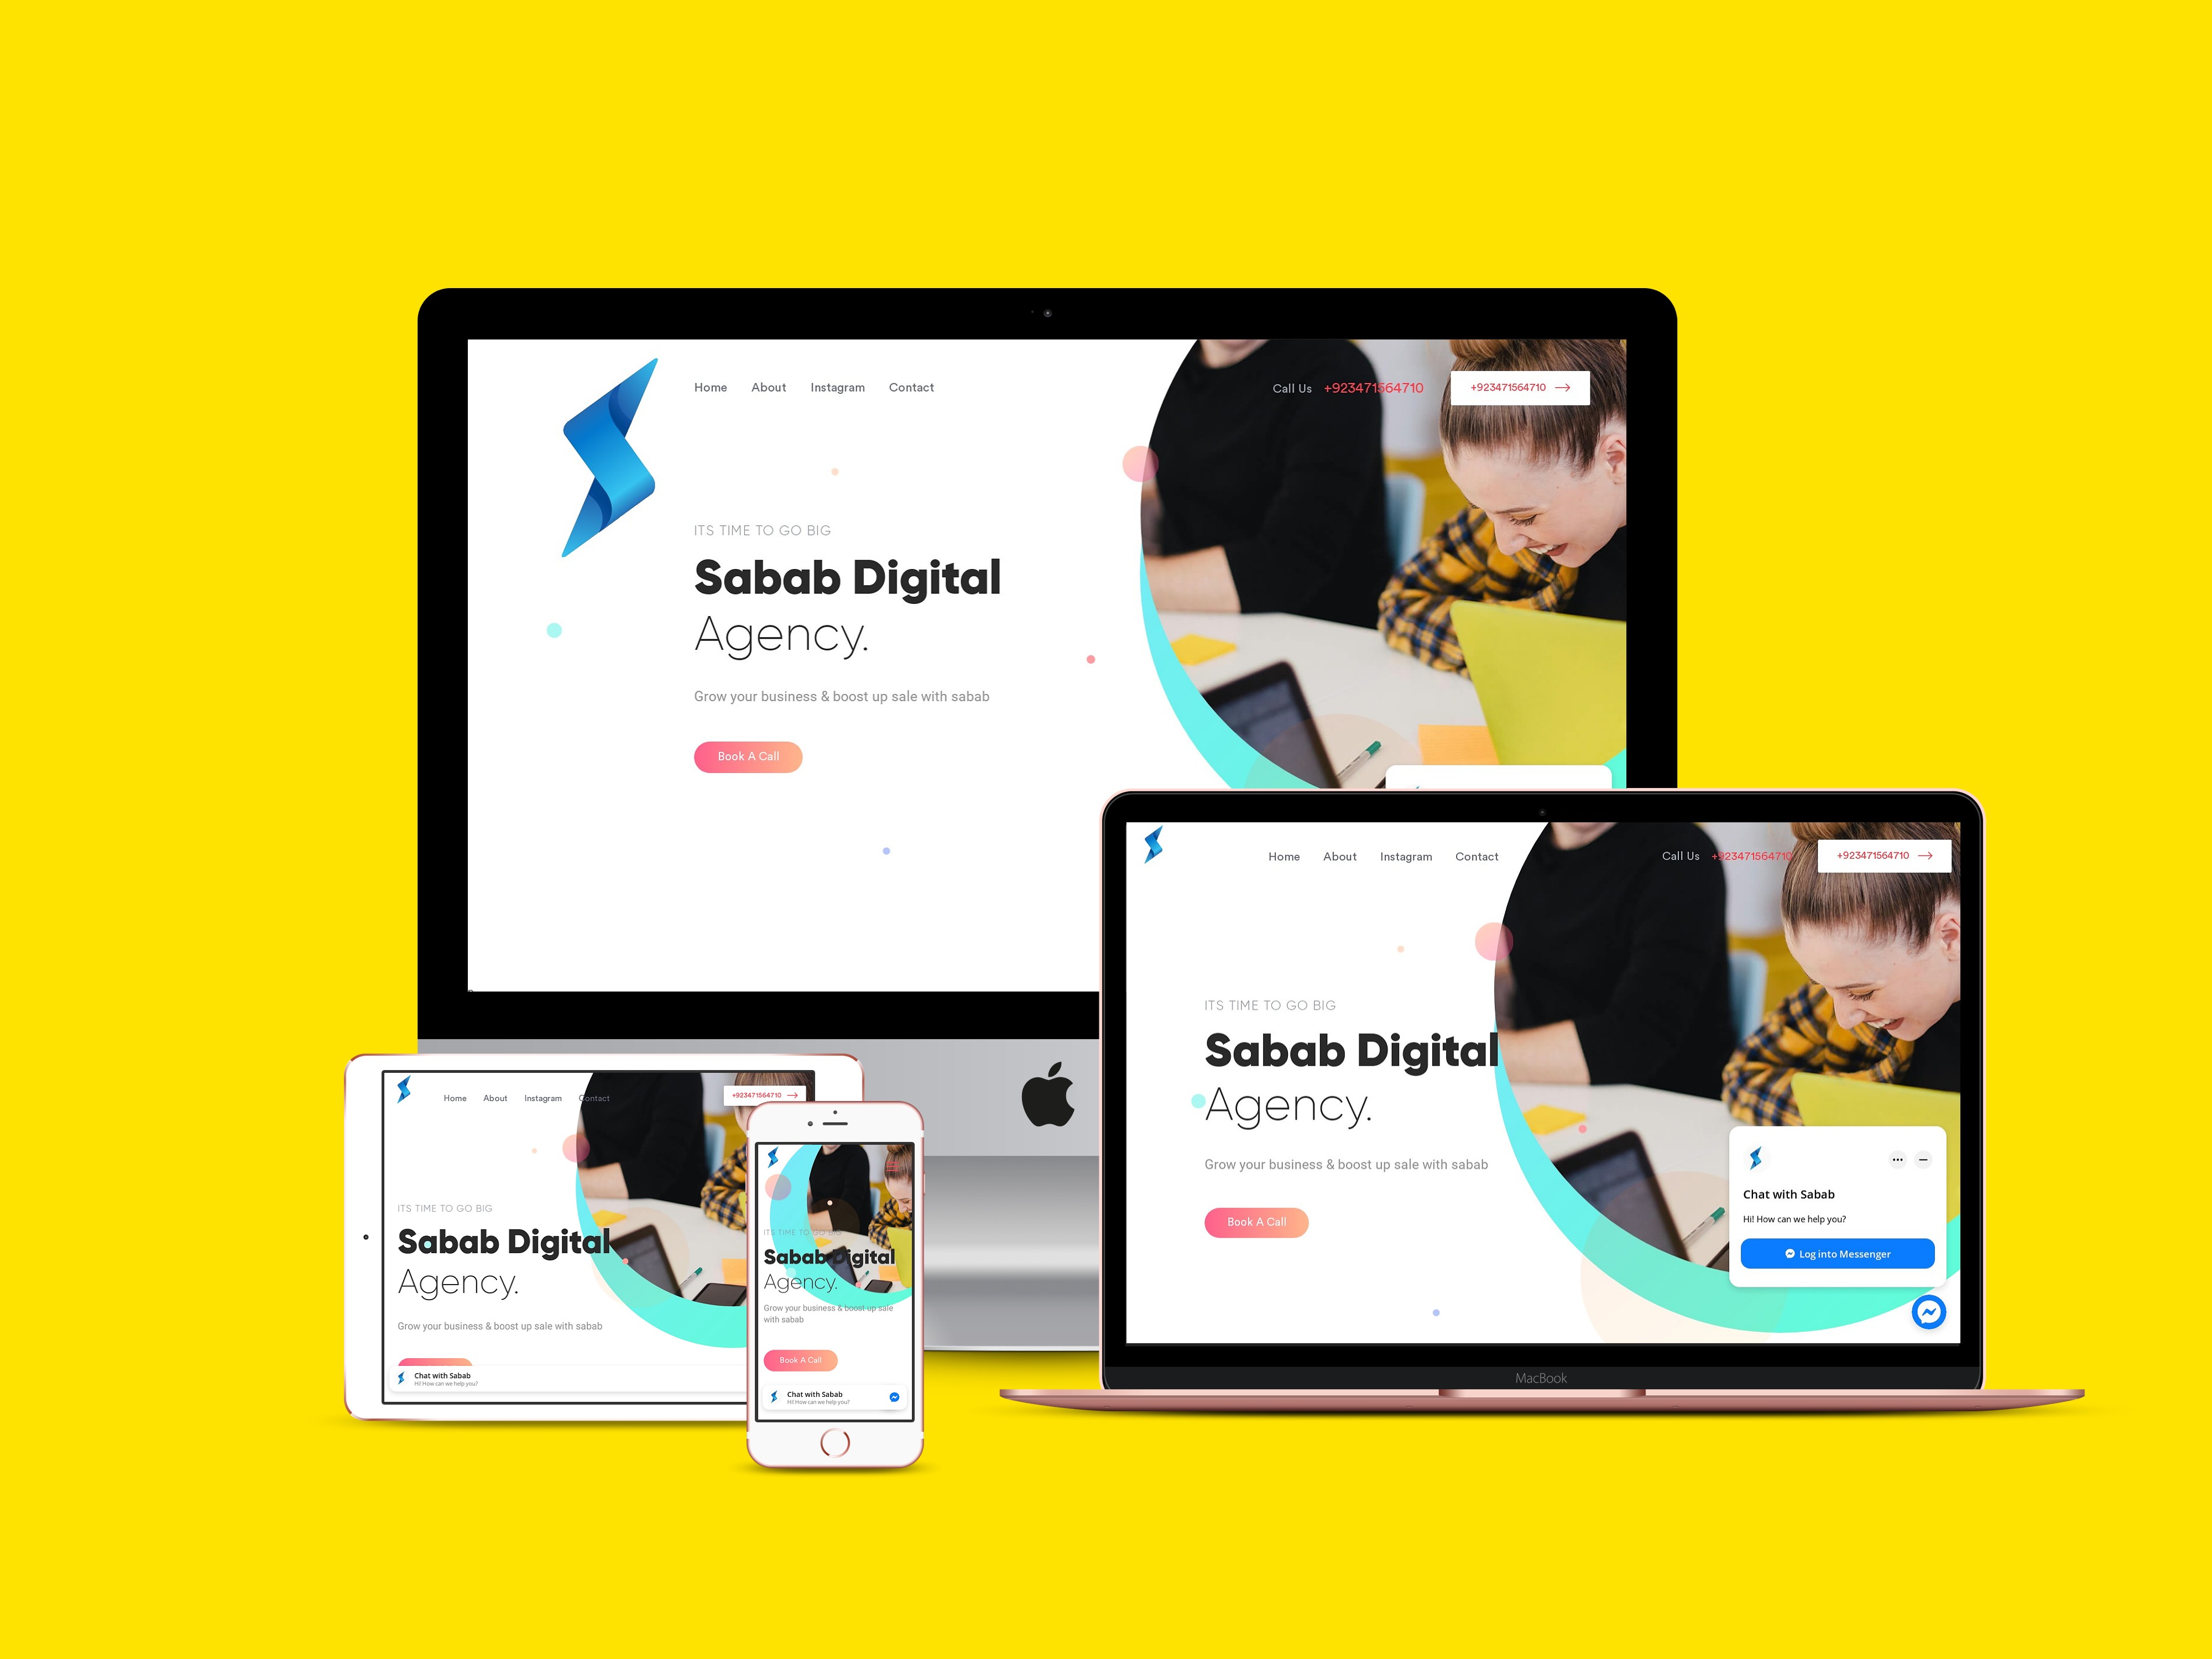 Home About Instagram Contact
Call Us +923471564710
+923471564710
ITS TIME TO GO BIG
Sabab Digital
Agency.
Grow your business & boost up sale with sabab
Book A Call
Home About Instagram Contact
Call Us +923471564710
+923471564710
ITS TIME TO GO BIG
Sabab Digital
Agency.
Grow your business & boost up sale with sabab
Book A Call
Chat with Sabab
Hi! How can we help you?
Log into Messenger
MacBook
Home About Instagram Contact
+923471564710
ITS TIME TO GO BIG
Sabab Digital
Agency.
Grow your business & boost up sale with sabab
Chat with Sabab
Hi! How can we help you?
ITS TIME TO GO BIG
Sabab Digital
Agency.
Grow your business & boost up sale
with sabab
Book A Call
Chat with Sabab
Hi! How can we help you?